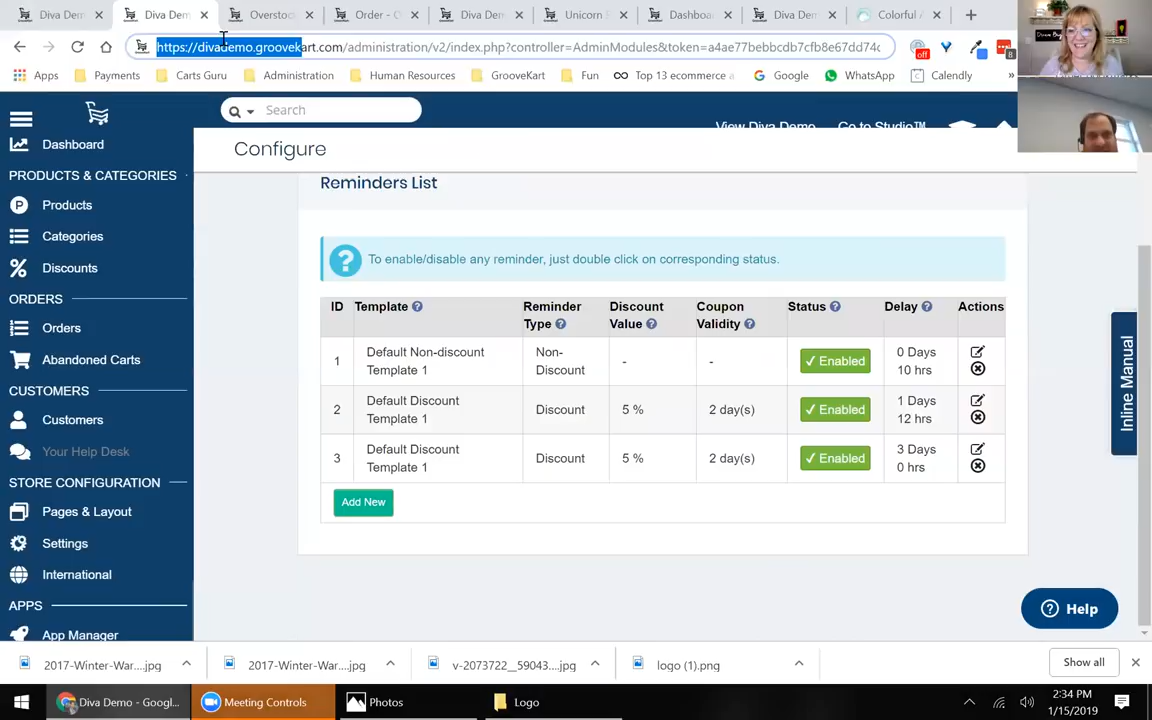 Diva Dem
Diva Dem
Overstoc
Order - C
Diva Dem
Unicorn
Dashboa
Diva Dem
Colorful
https://divademo.groovekart.com/administration/v2/index.php?controller=AdminModules&token=a4ae77bebbcdb7cfb8e67dd74c
off
8
Apps
Payments
Carts Guru
Administration
Human Resources
GrooveKart
Fun
Top 13 ecommerce a
Google
WhatsApp
Calendly
»
Search
View Diva Demo
Go to Studio™
Dashboard
Configure
PRODUCTS & CATEGORIES
Products
Categories
Discounts
ORDERS
Orders
Abandoned Carts
CUSTOMERS
Customers
Your Help Desk
STORE CONFIGURATION
Pages & Layout
Settings
International
APPS
App Manager
Reminders List
To enable/disable any reminder, just double click on corresponding status.
ID Template Reminder Type Discount Value Coupon Validity Status Delay Actions
1 Default Non-discount Template 1 Non-Discount - - ✓ Enabled 0 Days 10 hrs
2 Default Discount Template 1 Discount 5 % 2 day(s) ✓ Enabled 1 Days 12 hrs
3 Default Discount Template 1 Discount 5 % 2 day(s) ✓ Enabled 3 Days 0 hrs
Add New
Inline Manual
Help
2017-Winter-War....jpg
2017-Winter-War....jpg
v-2073722__59043....jpg
logo (1).png
Show all
Diva Demo - Googl...
Meeting Controls
Photos
Logo
2:34 PM
1/15/2019